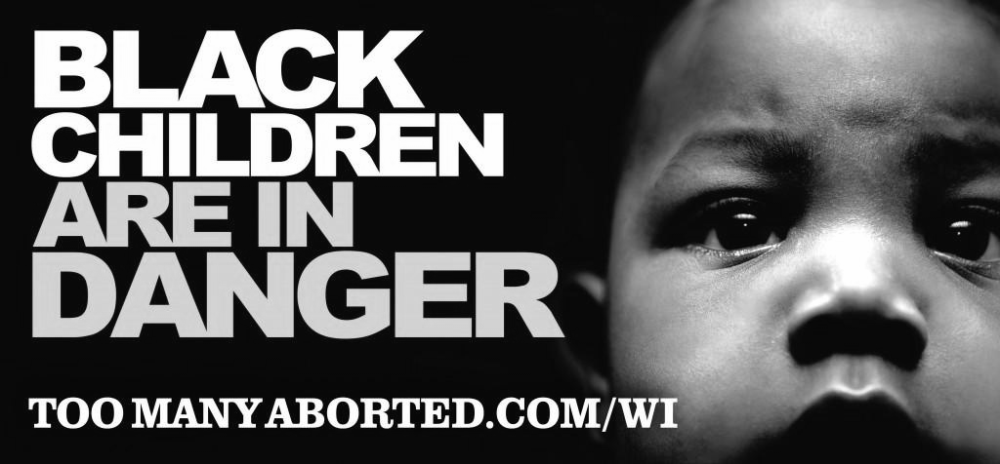 BLACK
CHILDREN
ARE IN
DANGER
TOO MANY ABORTED.COM/WI